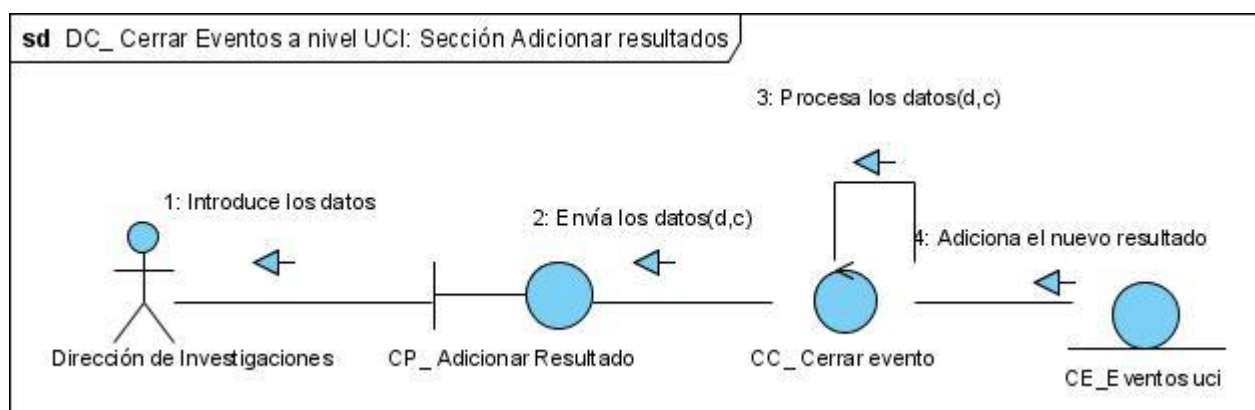 sd DC_ Cerrar Eventos a nivel UCI: Sección Adicionar resultados
3: Procesa los datos(d,c)
1: Introduce los datos
2: Envía los datos(d,c)
4: Adiciona el nuevo resultado
Dirección de Investigaciones
CP_ Adicionar Resultado
CC_ Cerrar evento
CE_Eventos uci